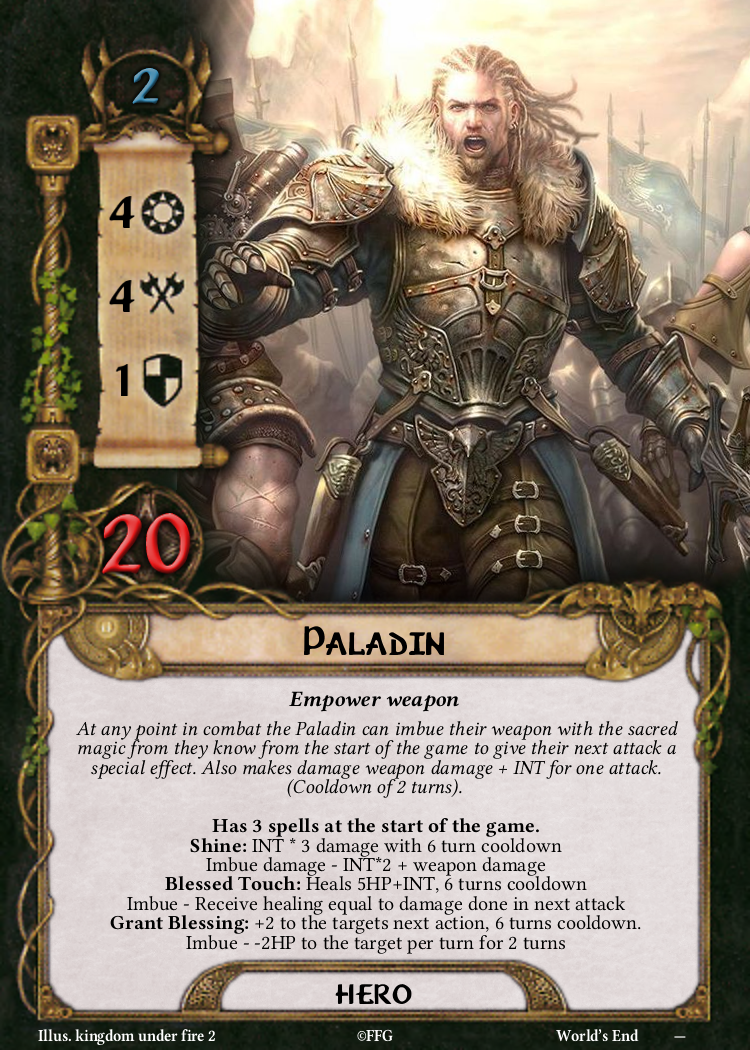 2
4
4
1
20
Paladin
Empower weapon
At any point in combat the Paladin can imbue their weapon with the sacred
magic from they know from the start of the game to give their next attack a
special effect. Also makes damage weapon damage + INT for one attack.
(Cooldown of 2 turns).
Has 3 spells at the start of the game.
Shine: INT * 3 damage with 6 turn cooldown
Imbue damage - INT*2 + weapon damage
Blessed Touch: Heals 5HP+INT, 6 turns cooldown
Imbue - Receive healing equal to damage done in next attack
Grant Blessing: +2 to the targets next action, 6 turns cooldown.
Imbue - -2HP to the target per turn for 2 turns
HERO
Illus. kingdom under fire 2 ©FFG World's End —